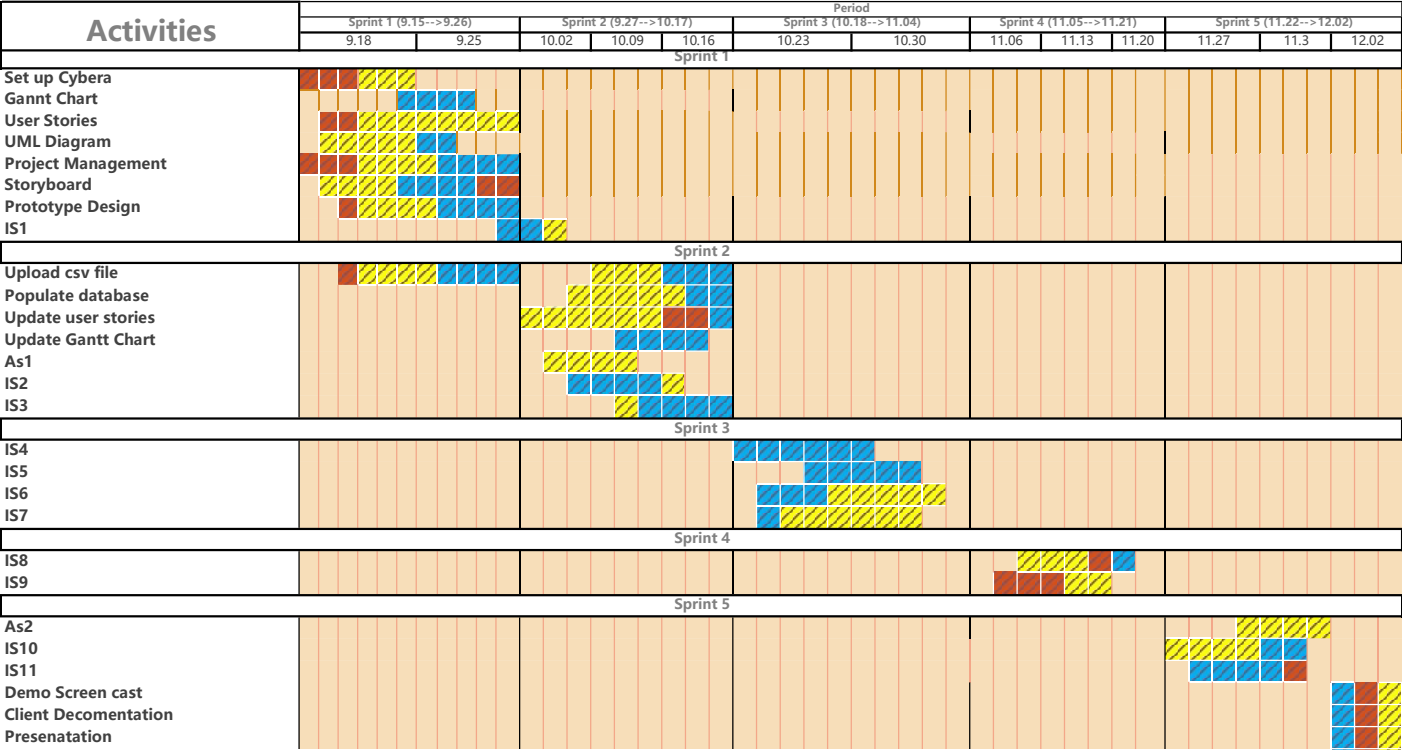 Period
Activities
Sprint 1 (9.15-->9.26) Sprint 2 (9.27-->10.17) Sprint 3 (10.18-->11.04) Sprint 4 (11.05-->11.21) Sprint 5 (11.22-->12.02)
9.18 9.25 10.02 10.09 10.16 10.23 10.30 11.06 11.13 11.20 11.27 11.3 12.02
Sprint 1
Set up Cybera
Gannt Chart
User Stories
UML Diagram
Project Management
Storyboard
Prototype Design
IS1
Sprint 2
Upload csv file
Populate database
Update user stories
Update Gantt Chart
As1
IS2
IS3
Sprint 3
IS4
IS5
IS6
IS7
Sprint 4
IS8
IS9
Sprint 5
As2
IS10
IS11
Demo Screen cast
Client Decomentation
Presenatation